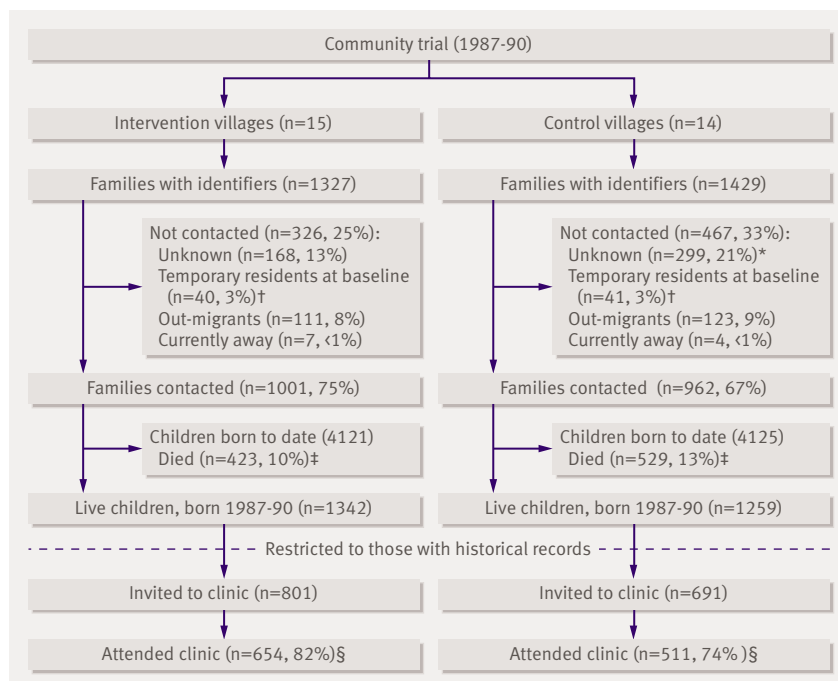 Community trial (1987-90)
Intervention villages (n=15)
Control villages (n=14)
Families with identifiers (n=1327)
Families with identifiers (n=1429)
Not contacted (n=326, 25%):
Unknown (n=168, 13%)
Temporary residents at baseline
(n=40, 3%)†
Out-migrants (n=111, 8%)
Currently away (n=7, <1%)
Not contacted (n=467, 33%):
Unknown (n=299, 21%)*
Temporary residents at baseline
(n=41, 3%)†
Out-migrants (n=123, 9%)
Currently away (n=4, <1%)
Families contacted (n=1001, 75%)
Families contacted (n=962, 67%)
Children born to date (4121)
Died (n=423, 10%)‡
Children born to date (4125)
Died (n=529, 13%)‡
Live children, born 1987-90 (n=1342)
Live children, born 1987-90 (n=1259)
Restricted to those with historical records
Invited to clinic (n=801)
Invited to clinic (n=691)
Attended clinic (n=654, 82%)§
Attended clinic (n=511, 74% )§